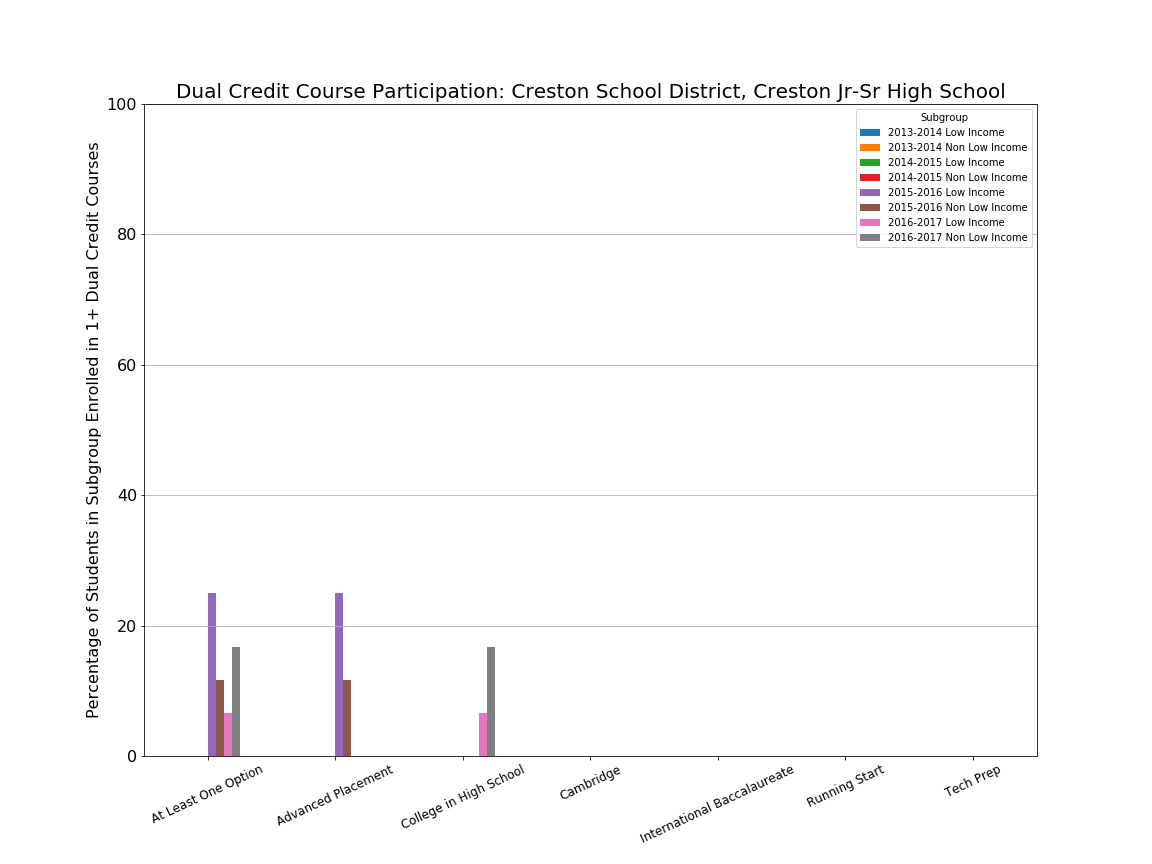 Dual Credit Course Participation: Creston School District, Creston Jr-Sr High School
Percentage of Students in Subgroup Enrolled in 1+ Dual Credit Courses
100
80
60
40
20
0
Subgroup
2013-2014 Low Income
2013-2014 Non Low Income
2014-2015 Low Income
2014-2015 Non Low Income
2015-2016 Low Income
2015-2016 Non Low Income
2016-2017 Low Income
2016-2017 Non Low Income
At Least One Option
Advanced Placement
College in High School
Cambridge
International Baccalaureate
Running Start
Tech Prep